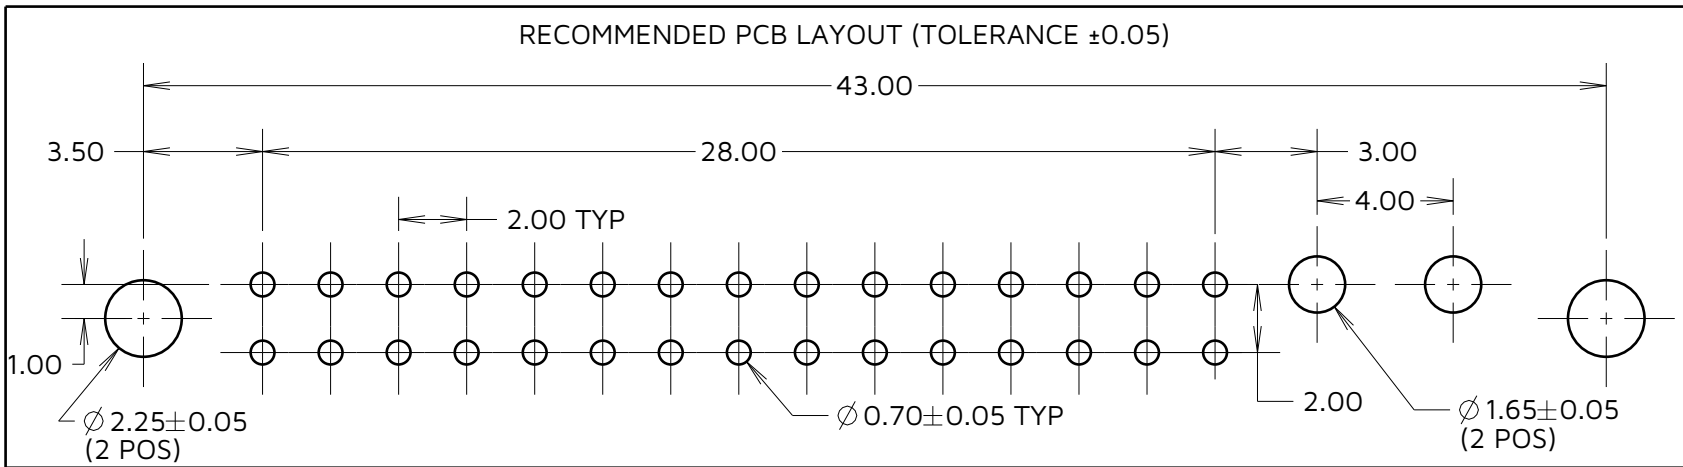 RECOMMENDED PCB LAYOUT (TOLERANCE ±0.05)
43.00
3.50
28.00
3.00
4.00
2.00 TYP
1.00
2.00
⌀0.70±0.05 TYP
⌀2.25±0.05
(2 POS)
⌀1.65±0.05
(2 POS)